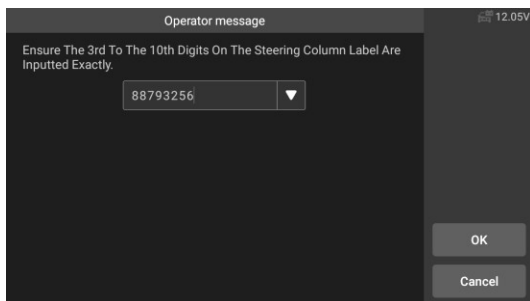 Operator message
12.05V
Ensure The 3rd To The 10th Digits On The Steering Column Label Are
Inputted Exactly.
88793256
OK
Cancel